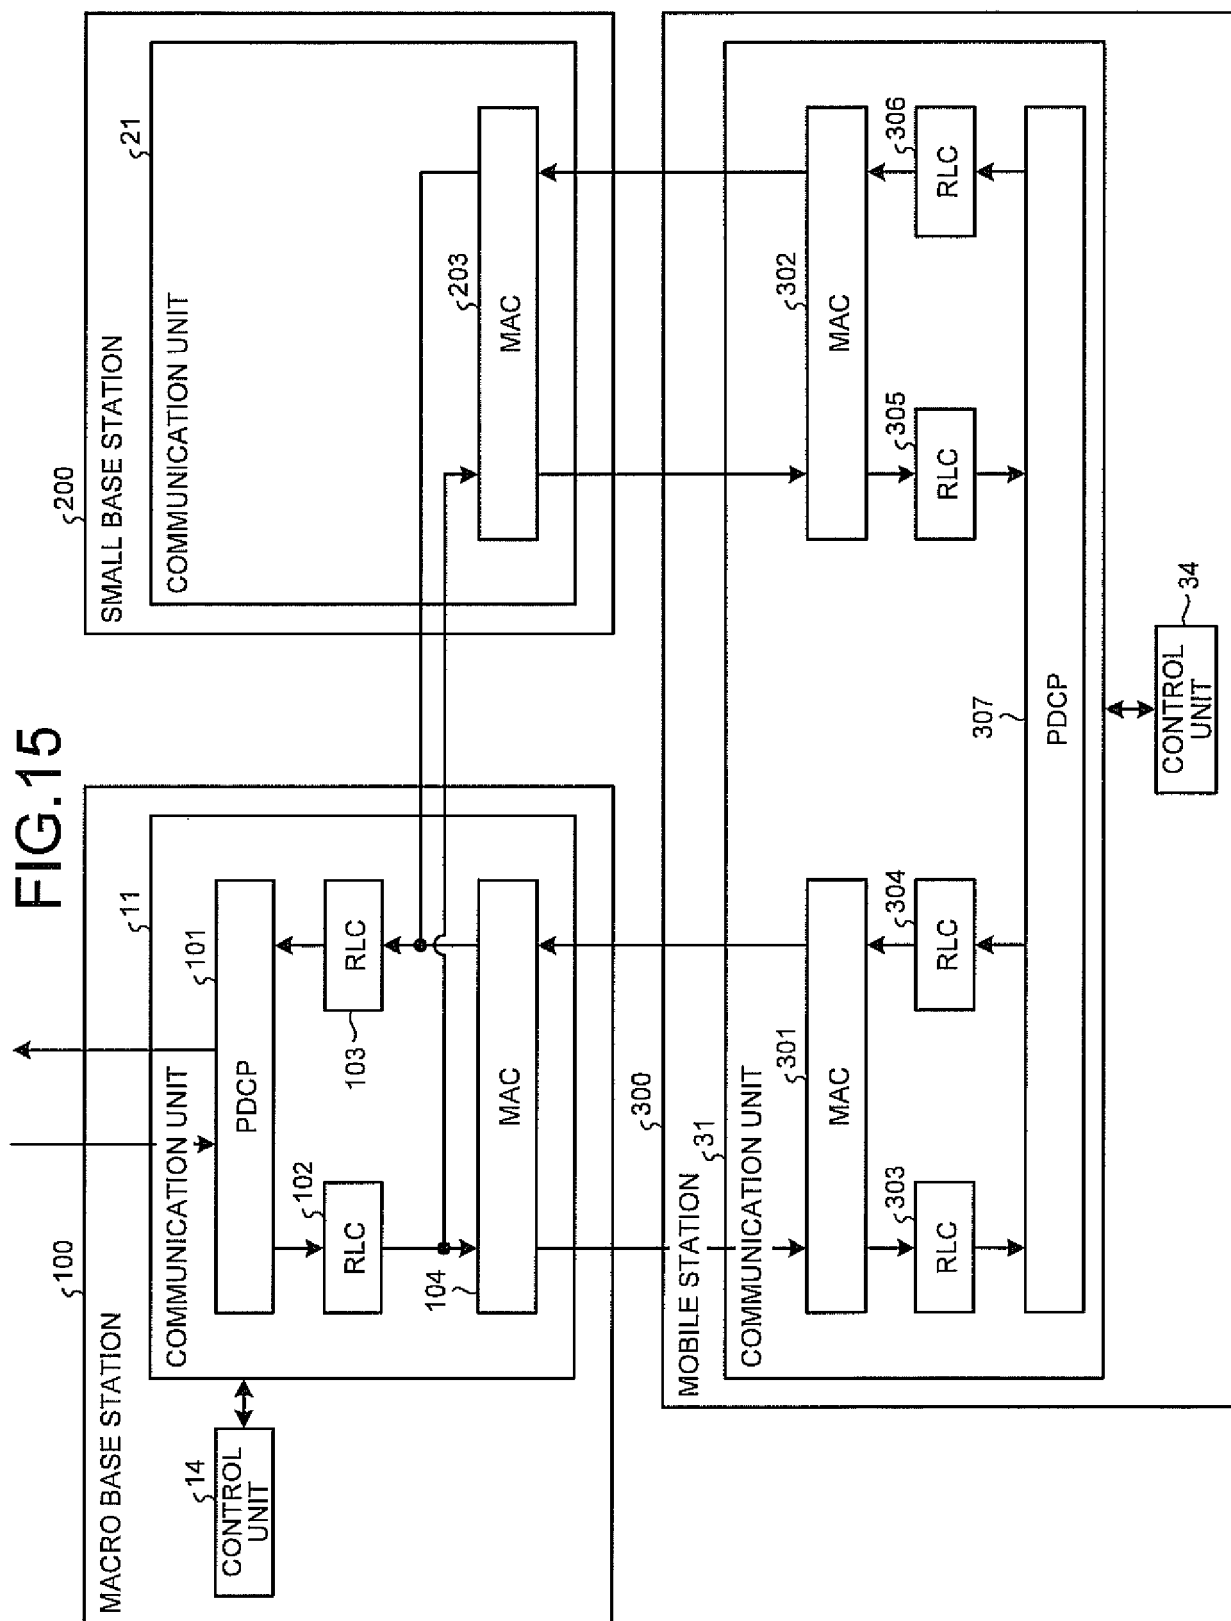 FIG.15
100
MACRO BASE STATION
14
CONTROL
UNIT
11
COMMUNICATION UNIT
101
PDCP
102
RLC
RLC
103
104
MAC
200
SMALL BASE STATION
21
COMMUNICATION UNIT
203
MAC
300
MOBILE STATION
31
COMMUNICATION UNIT
301
MAC
302
MAC
303
RLC
304
RLC
305
RLC
306
RLC
307
PDCP
34
CONTROL
UNIT